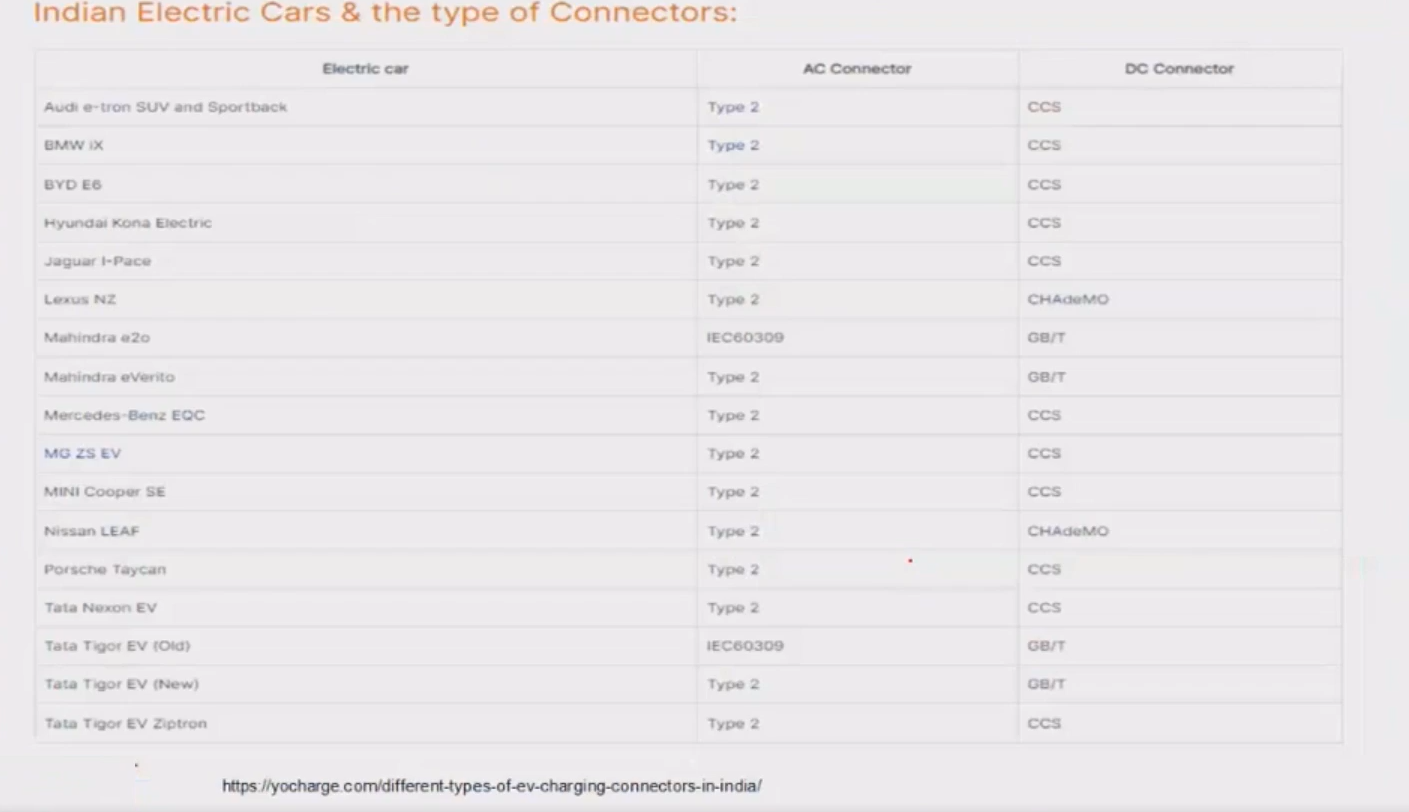 Indian Electric Cars & the type of Connectors:
Electric car AC Connector DC Connector
Audi e-tron SUV and Sportback Type 2 CCS
BMW iX Type 2 CCS
BYD E6 Type 2 CCS
Hyundai Kona Electric Type 2 CCS
Jaguar I-Pace Type 2 CCS
Lexus NZ Type 2 CHAdeMO
Mahindra e2o IEC60309 GB/T
Mahindra eVerito Type 2 GB/T
Mercedes-Benz EQC Type 2 CCS
MG ZS EV Type 2 CCS
MINI Cooper SE Type 2 CCS
Nissan LEAF Type 2 CHAdeMO
Porsche Taycan Type 2 CCS
Tata Nexon EV Type 2 CCS
Tata Tigor EV (Old) IEC60309 GB/T
Tata Tigor EV (New) Type 2 GB/T
Tata Tigor EV Ziptron Type 2 CCS
https://yocharge.com/different-types-of-ev-charging-connectors-in-india/